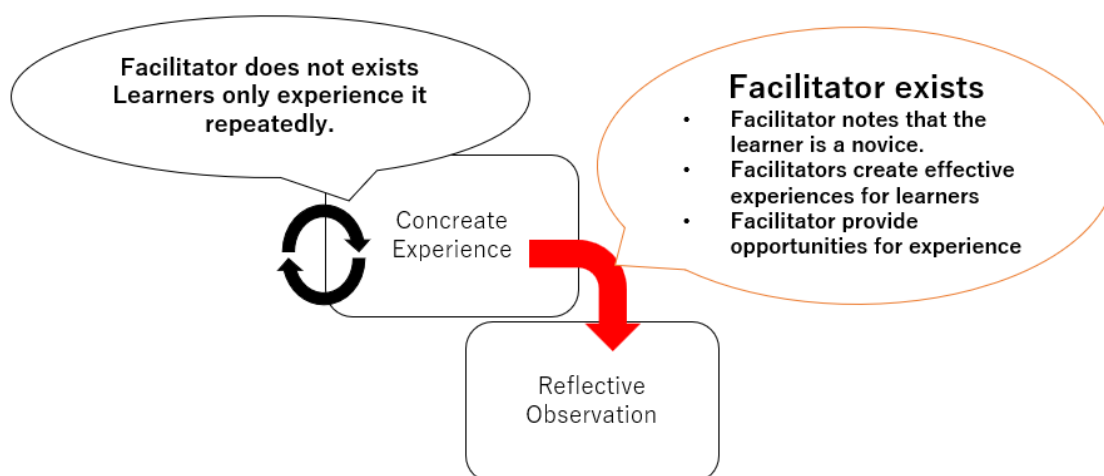 Facilitator does not exists
Learners only experience it
repeatedly.
Facilitator exists
• Facilitator notes that the
learner is a novice.
• Facilitators create effective
experiences for learners
• Facilitator provide
opportunities for experience
Concreate
Experience
Reflective
Observation